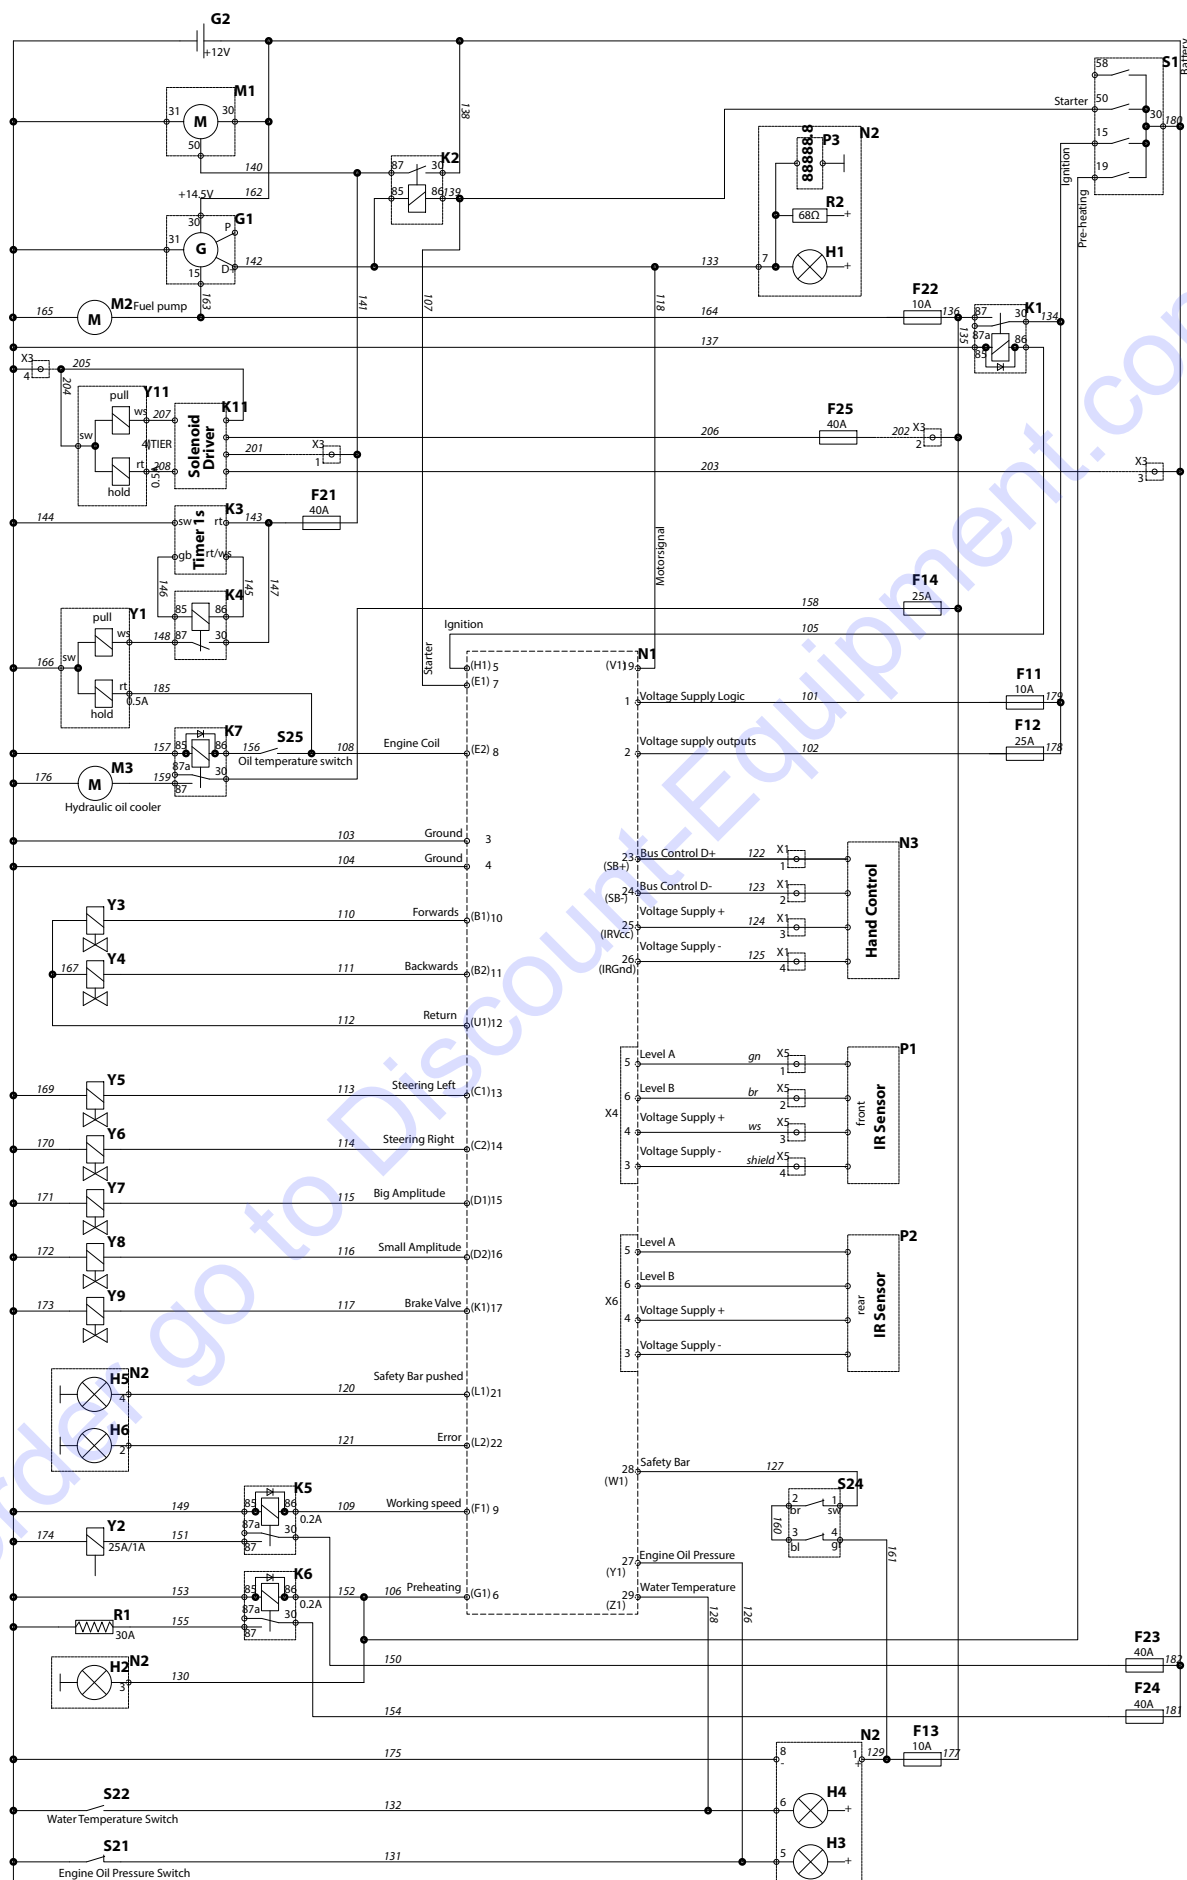 G2
+12V
Battery
M1
31 M 30
50
138
S1
58
Starter 50
30 180
15
19
Ignition
Pre-heating
K2
87 30
85 86 139
140
+14.5V 162
N2
P3
88888.8
R2
68Ω +
H1
7 +
G1
30 P
31 G
15 D+
142
133
163
141
107
118
165 M2 Fuel pump
M
164
F22
10A
136
135
K1
87 30 134
87a
85 86
137
X3
4
205
204
Y11
pull
ws 207
sw
4)TIER
rt 208
0.5A
hold
K11
Solenoid
Driver
206
F25
40A
202 X3
2
201 X3
1
203
X3
3
144
K3
Timer 1s
sw rt 143
gb rt/ws
F21
40A
146
145
147
Motorsignal
K4
85 86
87 30
Y1
pull
ws 148
sw
166
rt 185
0.5A
hold
158
F14
25A
105
Ignition
Starter
N1
(H1) 5
(E1) 7
(V1) 19
1 Voltage Supply Logic 101
F11
10A
179
2 Voltage supply outputs 102
F12
25A
178
K7
157 85 86 156
87a 30
87
S25
Oil temperature switch
108 Engine Coil (E2) 8
176 M3 159
M
Hydraulic oil cooler
103 Ground 3
104 Ground 4
23 Bus Control D+ 122 X1
(SB+) 1
24 Bus Control D- 123 X1
(SB-) 2
25 Voltage Supply + 124 X1
(IRVcc) 3
26 Voltage Supply - 125 X1
(IRGnd) 4
N3
Hand Control
Y3
110 Forwards (B1)10
Y4
167 111 Backwards (B2)11
112 Return (U1)12
X4
5 Level A gn X5
1
6 Level B br X5
2
4 Voltage Supply + ws X5
3
3 Voltage Supply - shield X5
4
P1
front
IR Sensor
169 Y5 113 Steering Left (C1)13
170 Y6 114 Steering Right (C2)14
171 Y7 115 Big Amplitude (D1)15
172 Y8 116 Small Amplitude (D2)16
173 Y9 117 Brake Valve (K1)17
X6
5 Level A
6 Level B
4 Voltage Supply +
3 Voltage Supply -
P2
rear
IR Sensor
N2
H5
4 120 Safety Bar pushed (L1)21
H6
2 121 Error (L2)22
28 Safety Bar 127
(W1)
S24
2 1
br sw
160
3 4
bl gl
161
K5
149 85 86 109 Working speed (F1) 9
0.2A
87a 30
87
174 Y2 151
25A/1A
27 Engine Oil Pressure
(Y1)
29 Water Temperature
(Z1)
128
126
K6
153 85 86 152 106 Preheating (G1) 6
0.2A
87a 30
87
R1 155
30A
H2 N2
3 130
150
F23
40A
182
154
F24
40A
181
N2
175 8
-
1 129
+
F13
10A
177
S22
Water Temperature Switch
132 6 H4 +
S21
Engine Oil Pressure Switch
131 5 H3 +
order go to Discount-Equipment.com